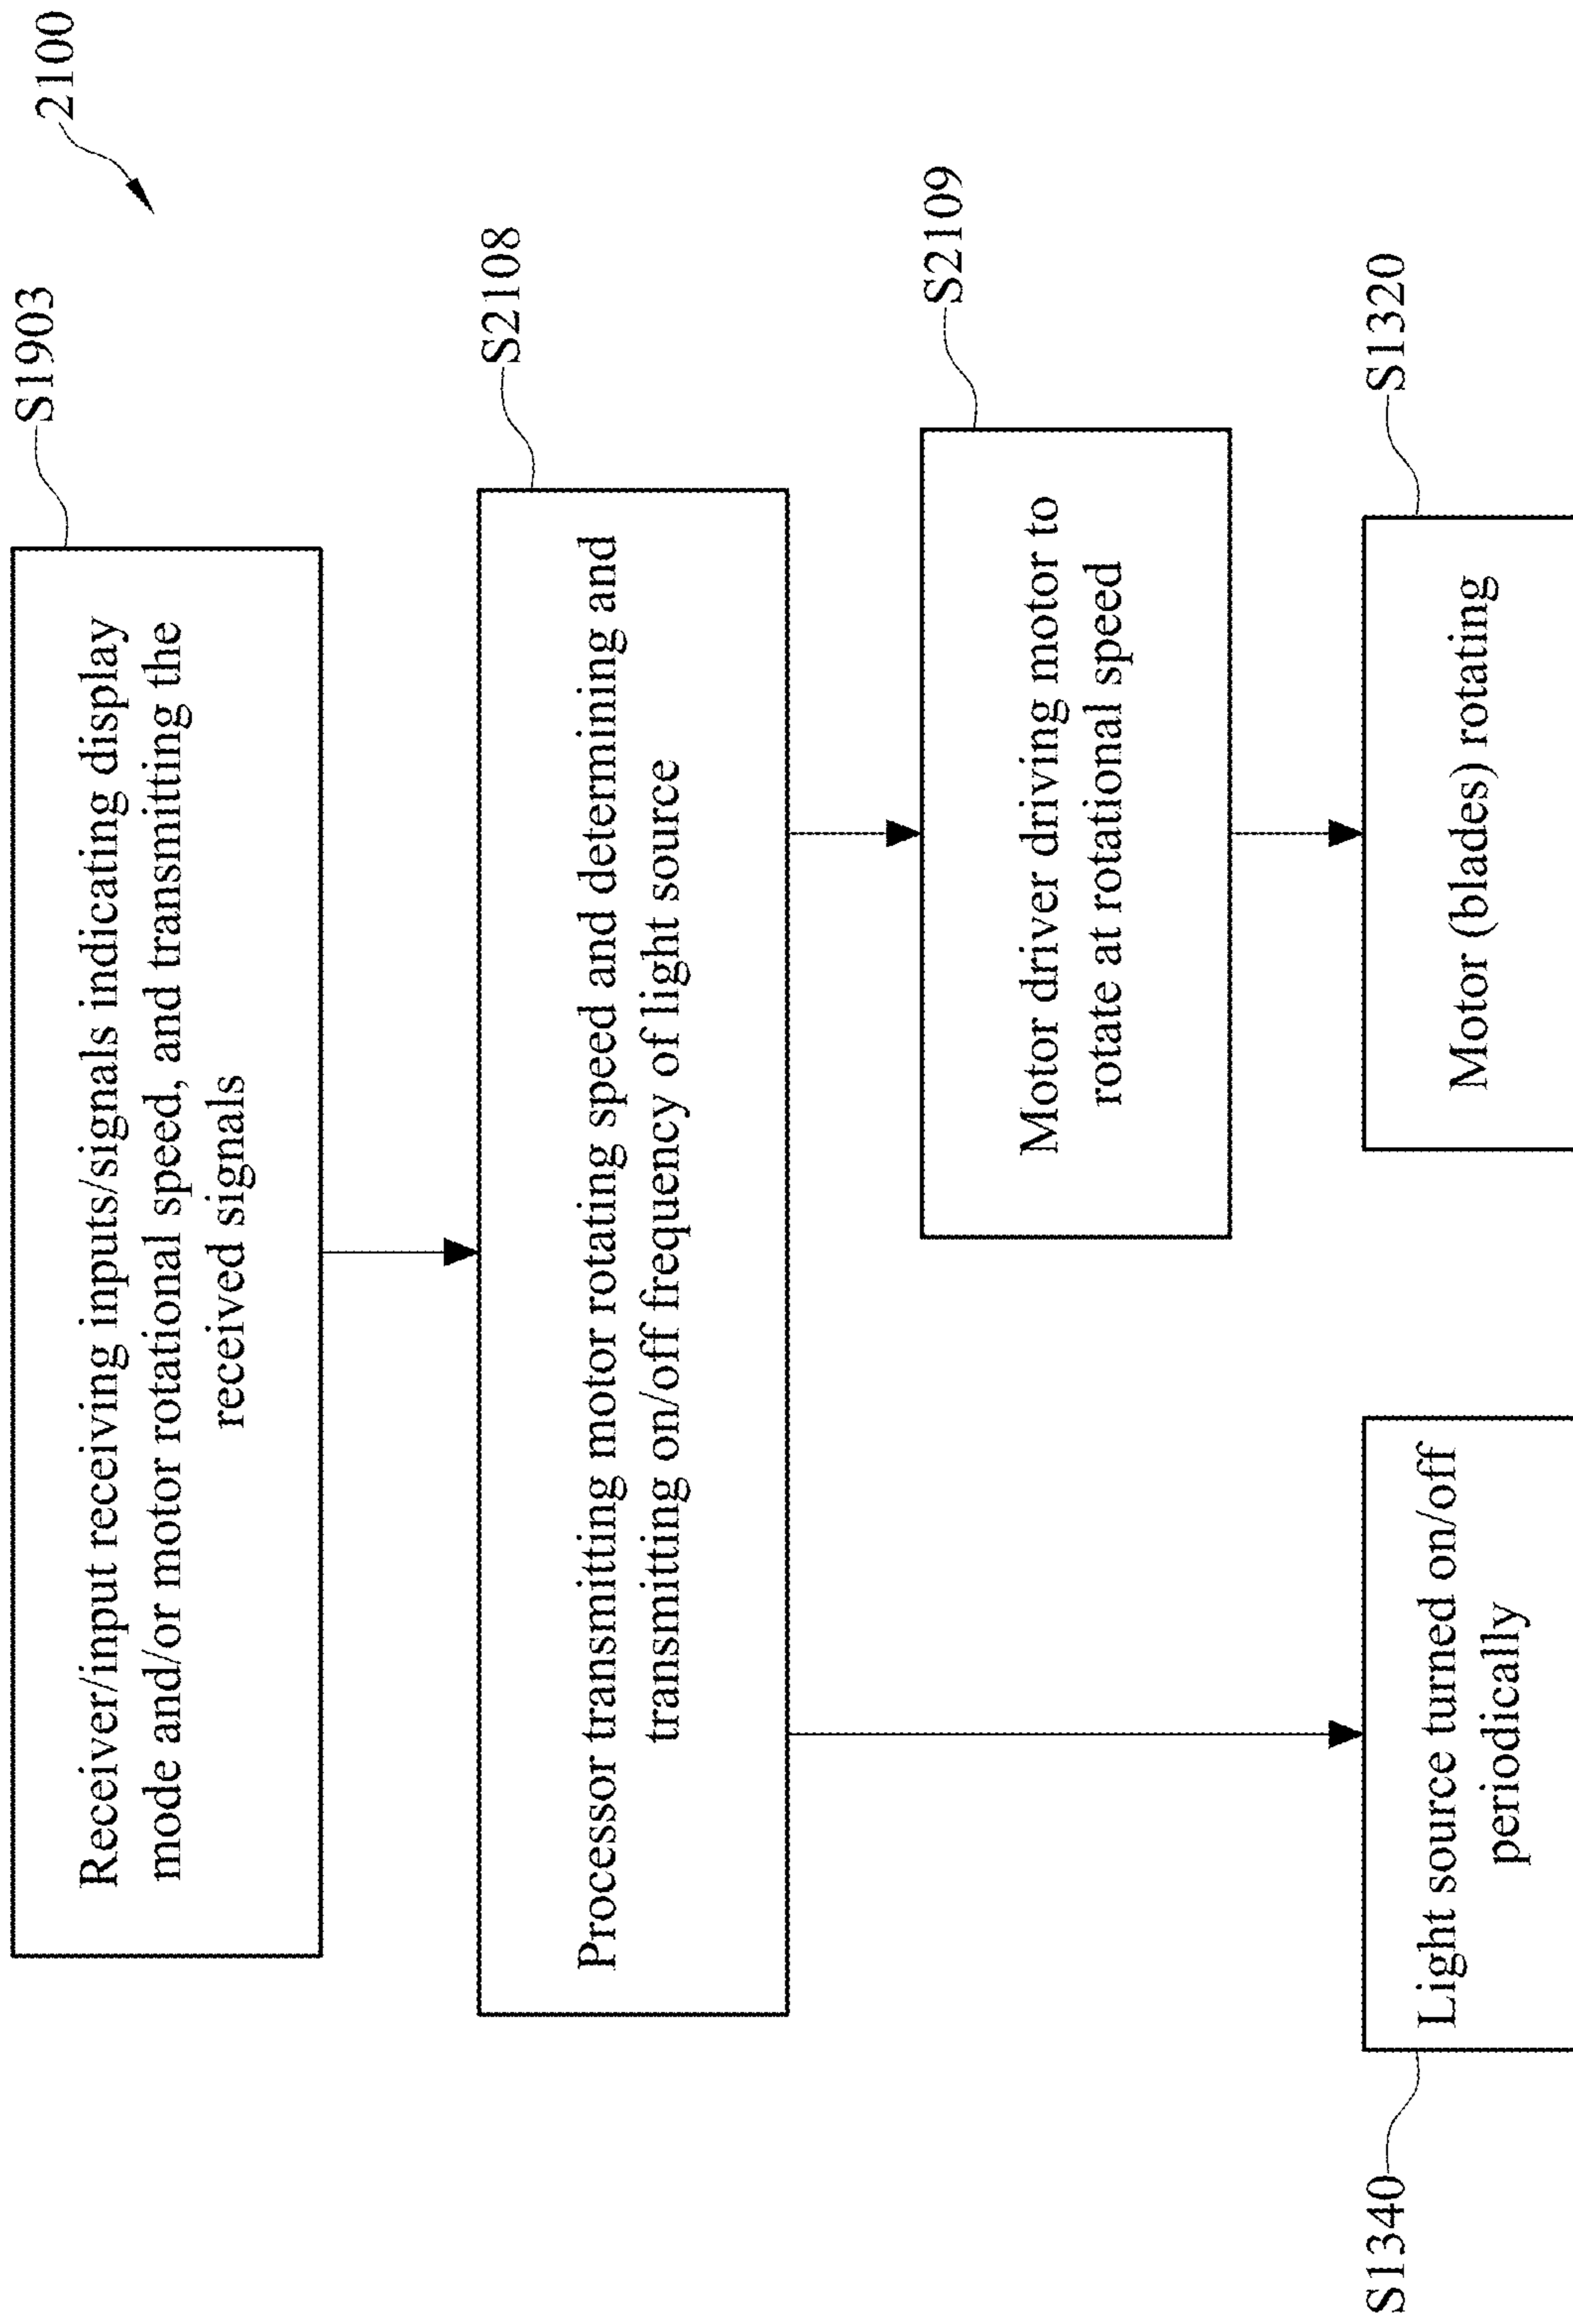 2100
S1903
Receiver/input receiving inputs/signals indicating display
mode and/or motor rotational speed, and transmitting the
received signals
S2108
Processor transmitting motor rotating speed and determining and
transmitting on/off frequency of light source
S2109
Motor driver driving motor to
rotate at rotational speed
S1340
Light source turned on/off
periodically
S1320
Motor (blades) rotating